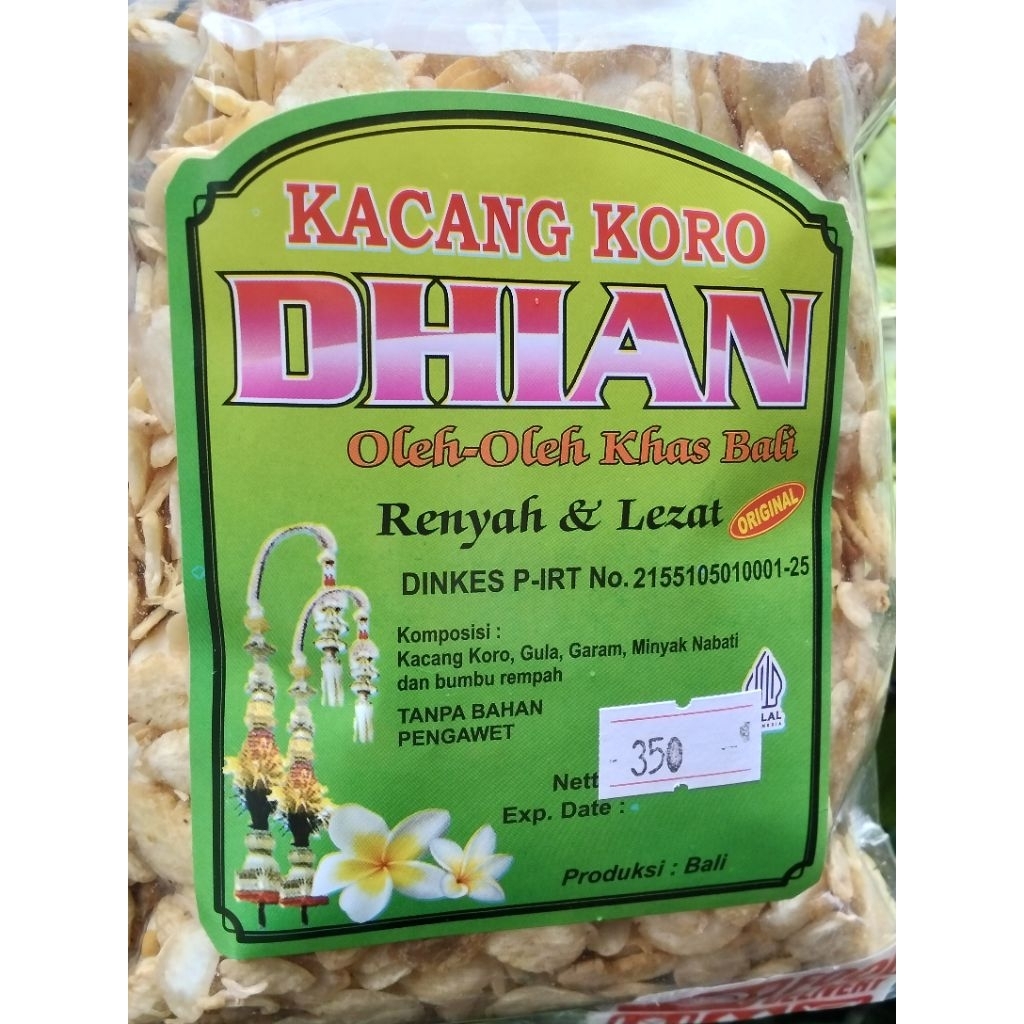 KACANG KORO
DHIAN
Oleh-Oleh Khas Bali
Renyah & Lezat
ORIGINAL
DINKES P-IRT No. 2155105010001-25
Komposisi :
Kacang Koro, Gula, Garam, Minyak Nabati
dan bumbu rempah
TANPA BAHAN
PENGAWET
350
Exp. Date :
Produksi : Bali